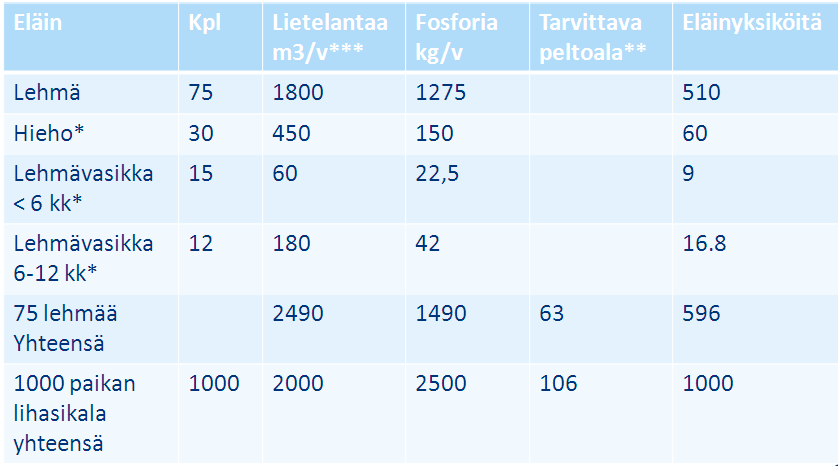 Eläin Kpl Lietelantaa m3/v*** Fosforia kg/v Tarvittava peltoala** Eläinyksiköitä
Lehmä 75 1800 1275 510
Hieho* 30 450 150 60
Lehmävasikka < 6 kk* 15 60 22,5 9
Lehmävasikka 6-12 kk* 12 180 42 16.8
75 lehmää Yhteensä 2490 1490 63 596
1000 paikan lihasikala yhteensä 1000 2000 2500 106 1000